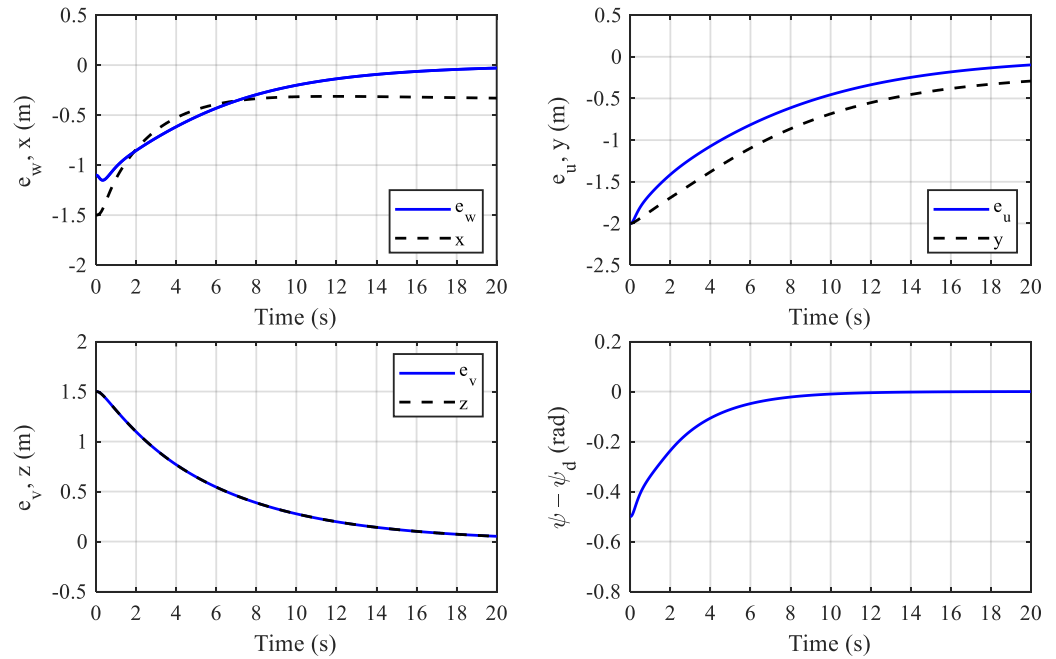 0.5
0
-0.5
-1
-1.5
-2
e_w, x (m)
e_w
x
0 2 4 6 8 10 12 14 16 18 20
Time (s)
0.5
0
-0.5
-1
-1.5
-2
-2.5
e_u, y (m)
e_u
y
0 2 4 6 8 10 12 14 16 18 20
Time (s)
2
1.5
1
0.5
0
-0.5
e_v, z (m)
e_v
z
0 2 4 6 8 10 12 14 16 18 20
Time (s)
0.2
0
-0.2
-0.4
-0.6
-0.8
ψ − ψ_d (rad)
0 2 4 6 8 10 12 14 16 18 20
Time (s)